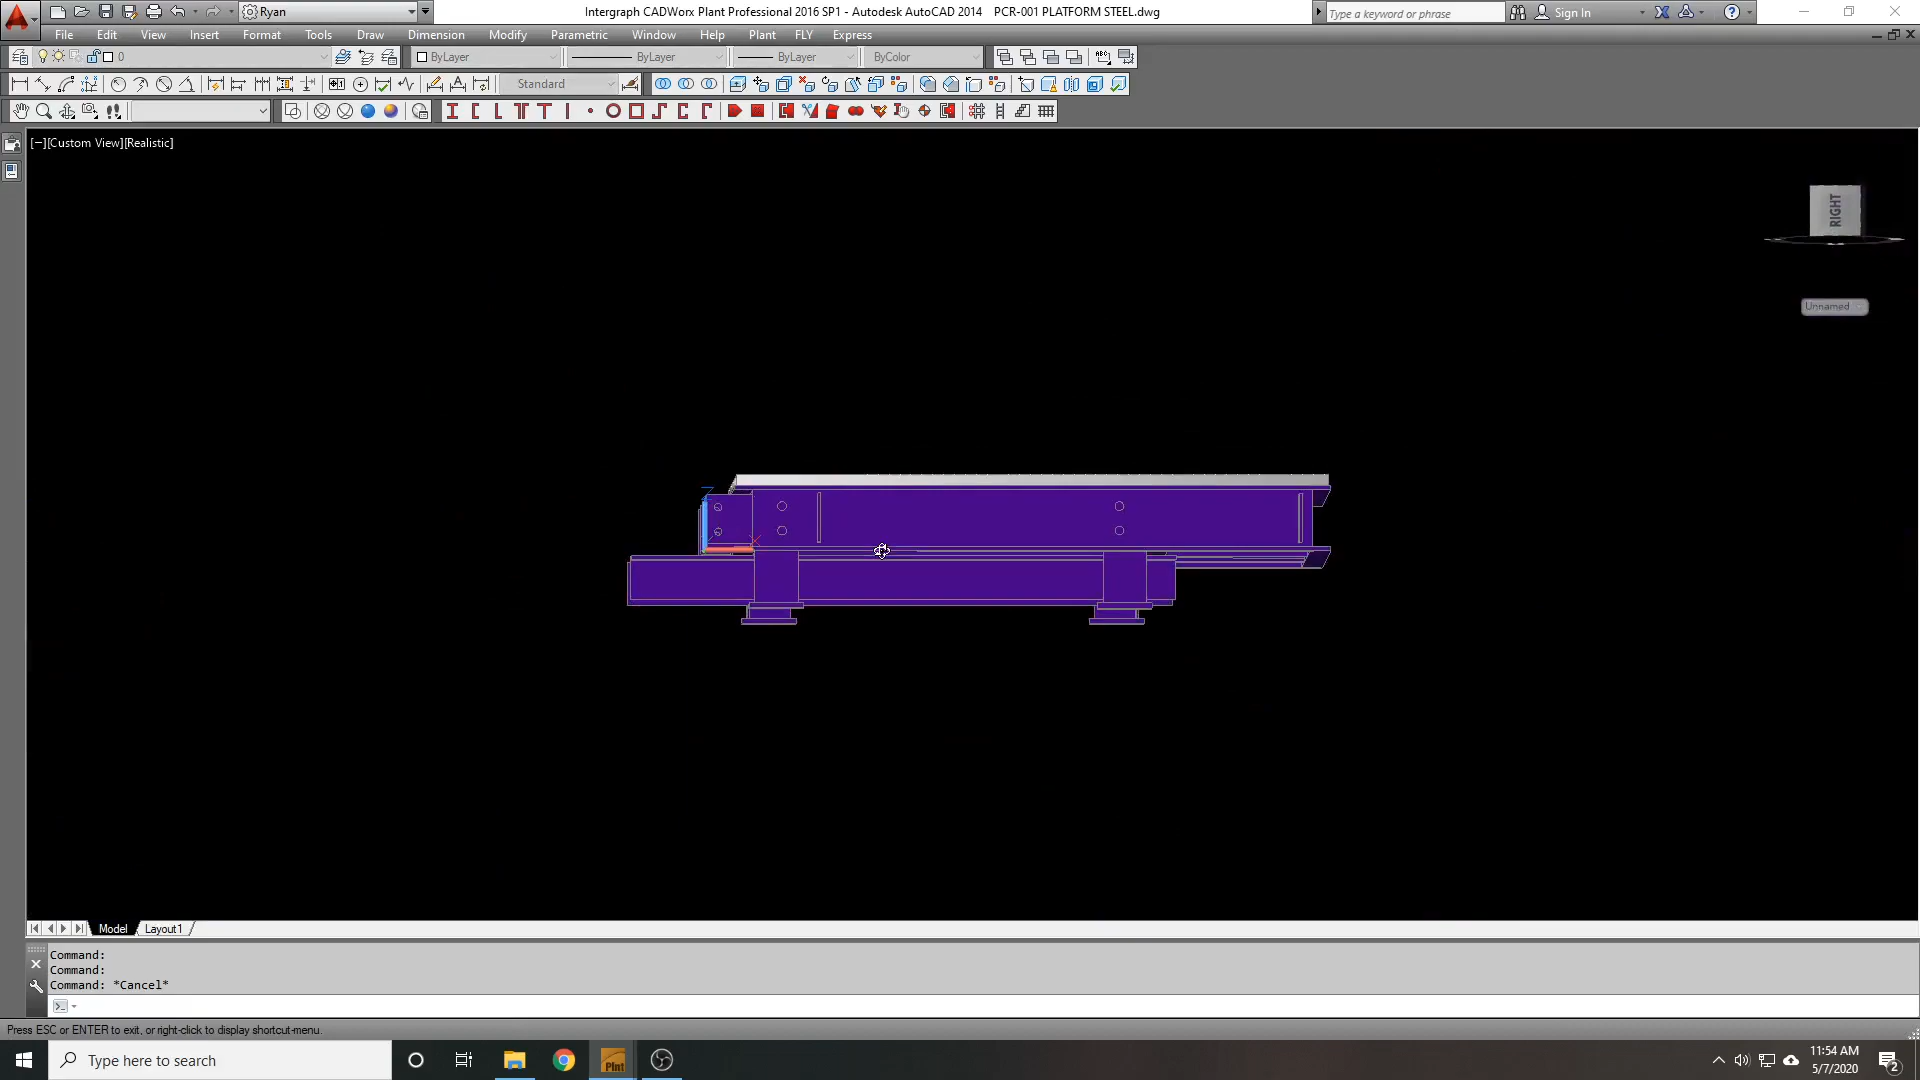 Ryan
Intergraph CADWorx Plant Professional 2016 SP1 - Autodesk AutoCAD 2014 PCR-001 PLATFORM STEEL.dwg
Type a keyword or phrase
Sign In
File Edit View Insert Format Tools Draw Dimension Modify Parametric Window Help Plant FLY Express
0
ByLayer
ByLayer
ByLayer
ByColor
Standard
[−][Custom View][Realistic]
RIGHT
Unnamed
Model
Layout1
Command:
Command:
Command: *Cancel*
Press ESC or ENTER to exit, or right-click to display shortcut-menu.
Type here to search
Plnt
11:54 AM
5/7/2020
2